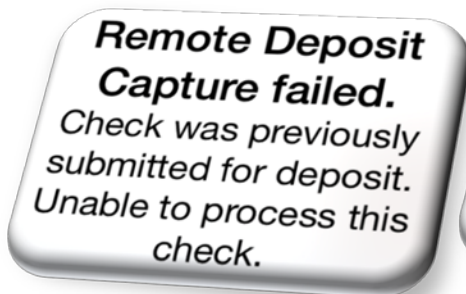 Remote Deposit
Capture failed.
Check was previously
submitted for deposit.
Unable to process this
check.